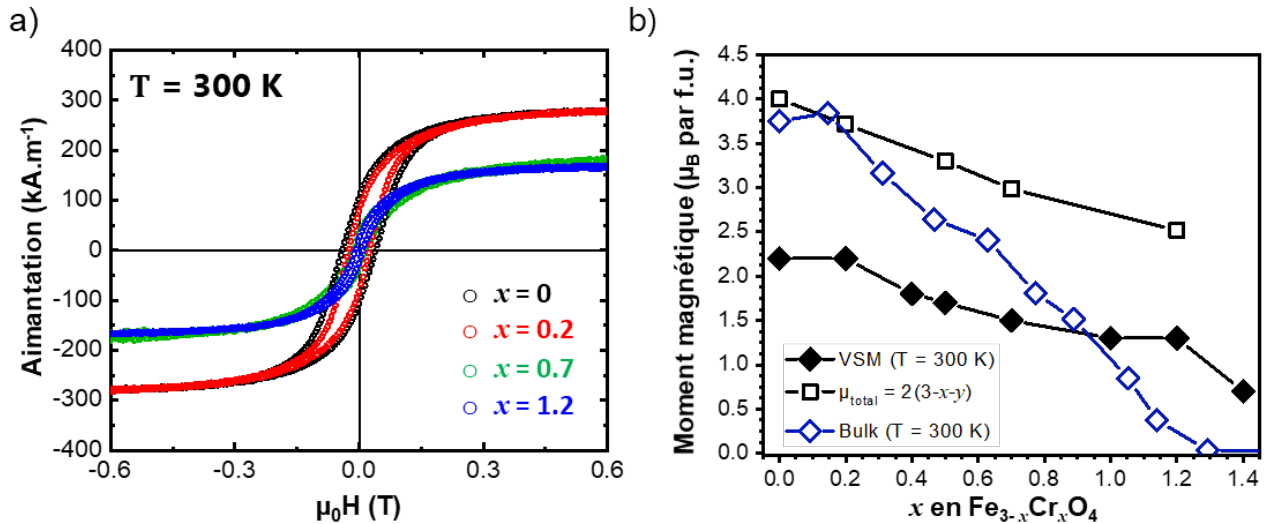 a)
400
300
200
100
0
-100
-200
-300
-400
Aimantation (kA.m⁻¹)
T = 300 K
x = 0
x = 0.2
x = 0.7
x = 1.2
-0.6
-0.3
0.0
0.3
0.6
μ₀H (T)
b)
4.5
4.0
3.5
3.0
2.5
2.0
1.5
1.0
0.5
0.0
Moment magnétique (μB par f.u.)
VSM (T = 300 K)
μtotal = 2(3-x-y)
Bulk (T = 300 K)
0.0
0.2
0.4
0.6
0.8
1.0
1.2
1.4
x en Fe₃₋ₓCrₓO₄